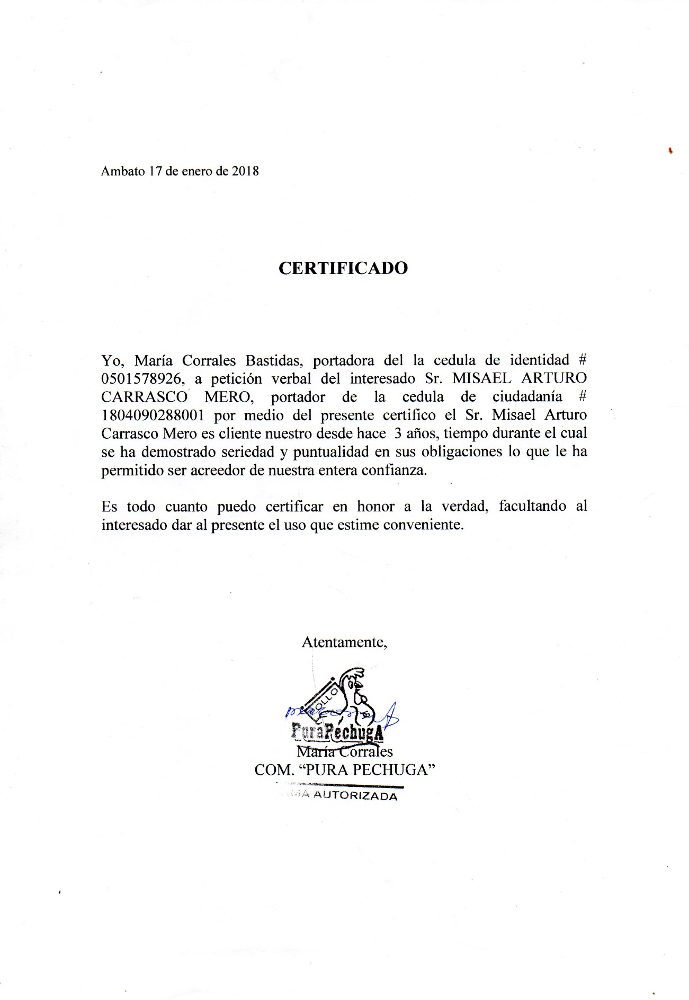 Ambato 17 de enero de 2018
CERTIFICADO
Yo, María Corrales Bastidas, portadora del la cedula de identidad #
0501578926, a petición verbal del interesado Sr. MISAEL ARTURO
CARRASCO MERO, portador de la cedula de ciudadanía #
1804090288001 por medio del presente certifico el Sr. Misael Arturo
Carrasco Mero es cliente nuestro desde hace 3 años, tiempo durante el cual
se ha demostrado seriedad y puntualidad en sus obligaciones lo que le ha
permitido ser acreedor de nuestra entera confianza.
Es todo cuanto puedo certificar en honor a la verdad, facultando al
interesado dar al presente el uso que estime conveniente.
Atentamente,
POLLO
PuraPechugA
María Corrales
COM. “PURA PECHUGA”
AUTORIZADA